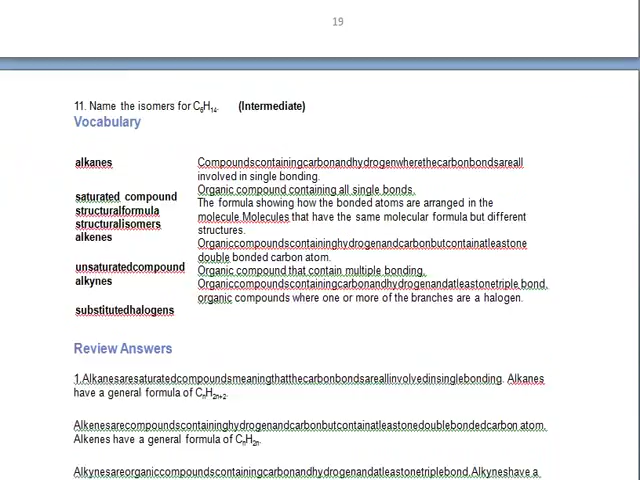 19
11. Name the isomers for C6H14. (Intermediate)
Vocabulary
alkanes Compoundscontainingcarbonandhydrogenwherethecarbonbondsareall
involved in single bonding.
saturated compound Organic compound containing all single bonds.
structuralformula The formula showing how the bonded atoms are arranged in the
structuralisomers molecule.Molecules that have the same molecular formula but different
structures.
alkenes Organiccompoundscontaininghydrogenandcarbonbutcontainatleastone
double bonded carbon atom.
unsaturatedcompound Organic compound that contain multiple bonding.
alkynes Organiccompoundscontainingcarbonandhydrogenandatleastonetriple bond,
organic compounds where one or more of the branches are a halogen.
substitutedhalogens
Review Answers
1.Alkanesaresaturatedcompoundsmeaningthatthecarbonbondsareallinvolvedinsinglebonding. Alkanes
have a general formula of CnH2n+2.
Alkenesarecompoundscontaininghydrogenandcarbonbutcontainatleastonedoublebondedcarbon atom.
Alkenes have a general formula of CnH2n.
Alkynesareorganiccompoundscontainingcarbonandhydrogenandatleastonetriplebond.Alkyneshave a